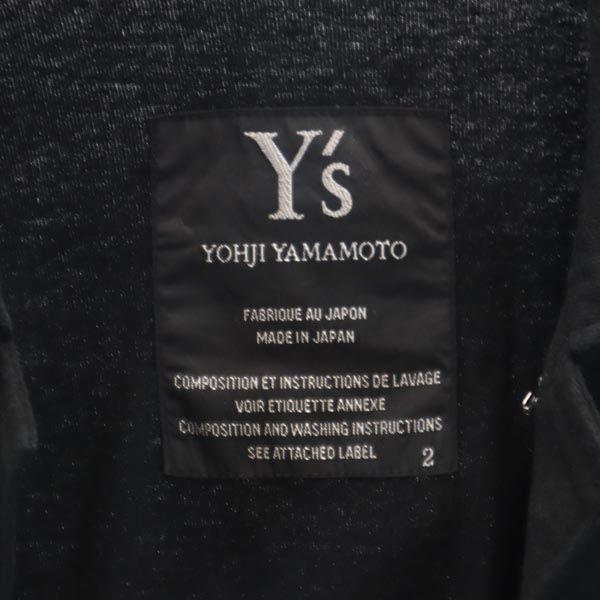 Y's
YOHJI YAMAMOTO
FABRIQUE AU JAPON
MADE IN JAPAN
COMPOSITION ET INSTRUCTIONS DE LAVAGE
VOIR ETIQUETTE ANNEXE
COMPOSITION AND WASHING INSTRUCTIONS
SEE ATTACHED LABEL 2